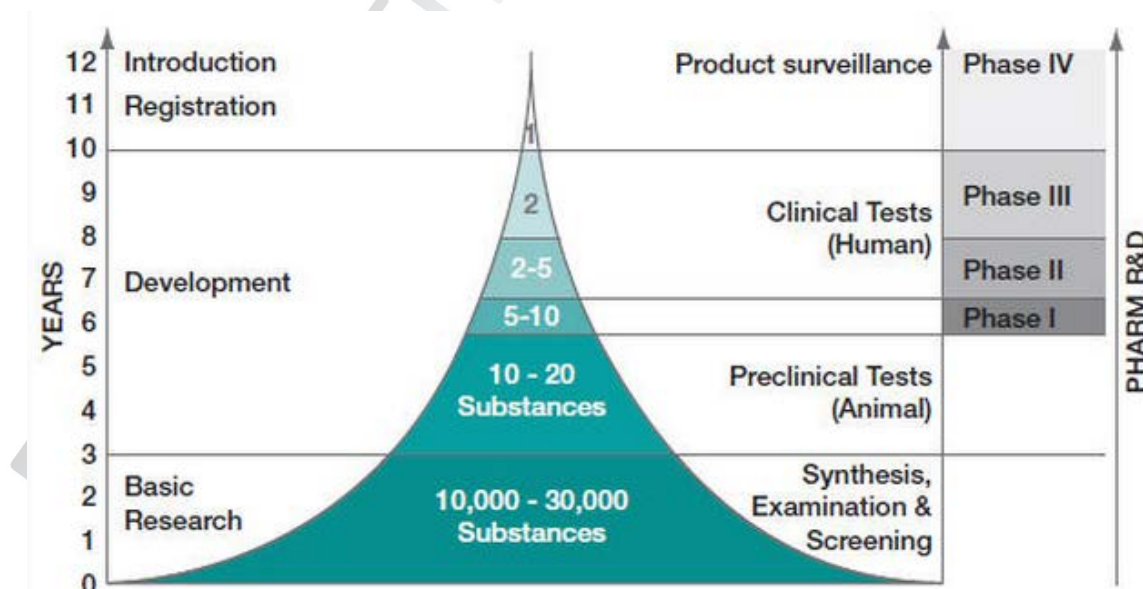 12
11
10
9
8
7
6
5
4
3
2
1
0
YEARS
Introduction
Registration
Development
Basic
Research
1
2
2-5
5-10
10 - 20
Substances
10,000 - 30,000
Substances
Product surveillance
Clinical Tests
(Human)
Preclinical Tests
(Animal)
Synthesis,
Examination &
Screening
Phase IV
Phase III
Phase II
Phase I
PHARM R&D